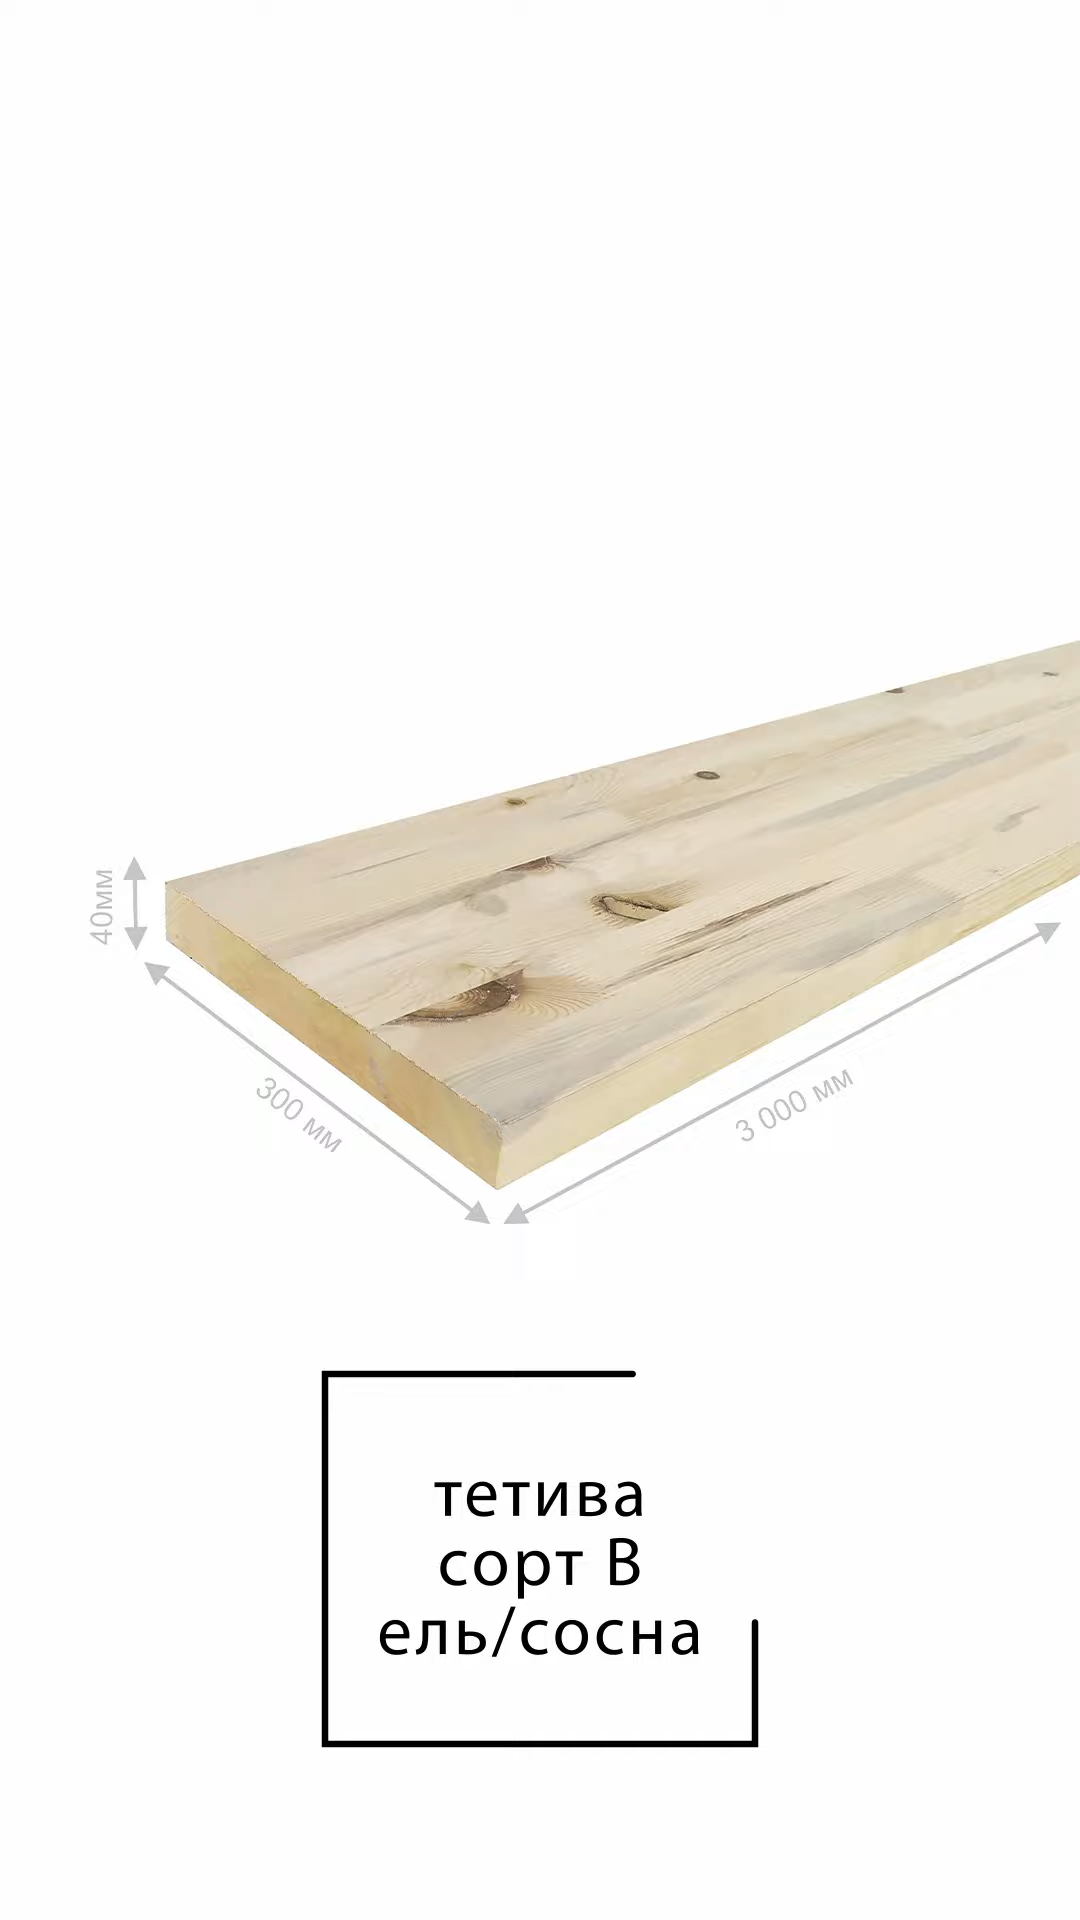 40мм
300 мм
3 000 мм
тетива
сорт В
ель/сосна